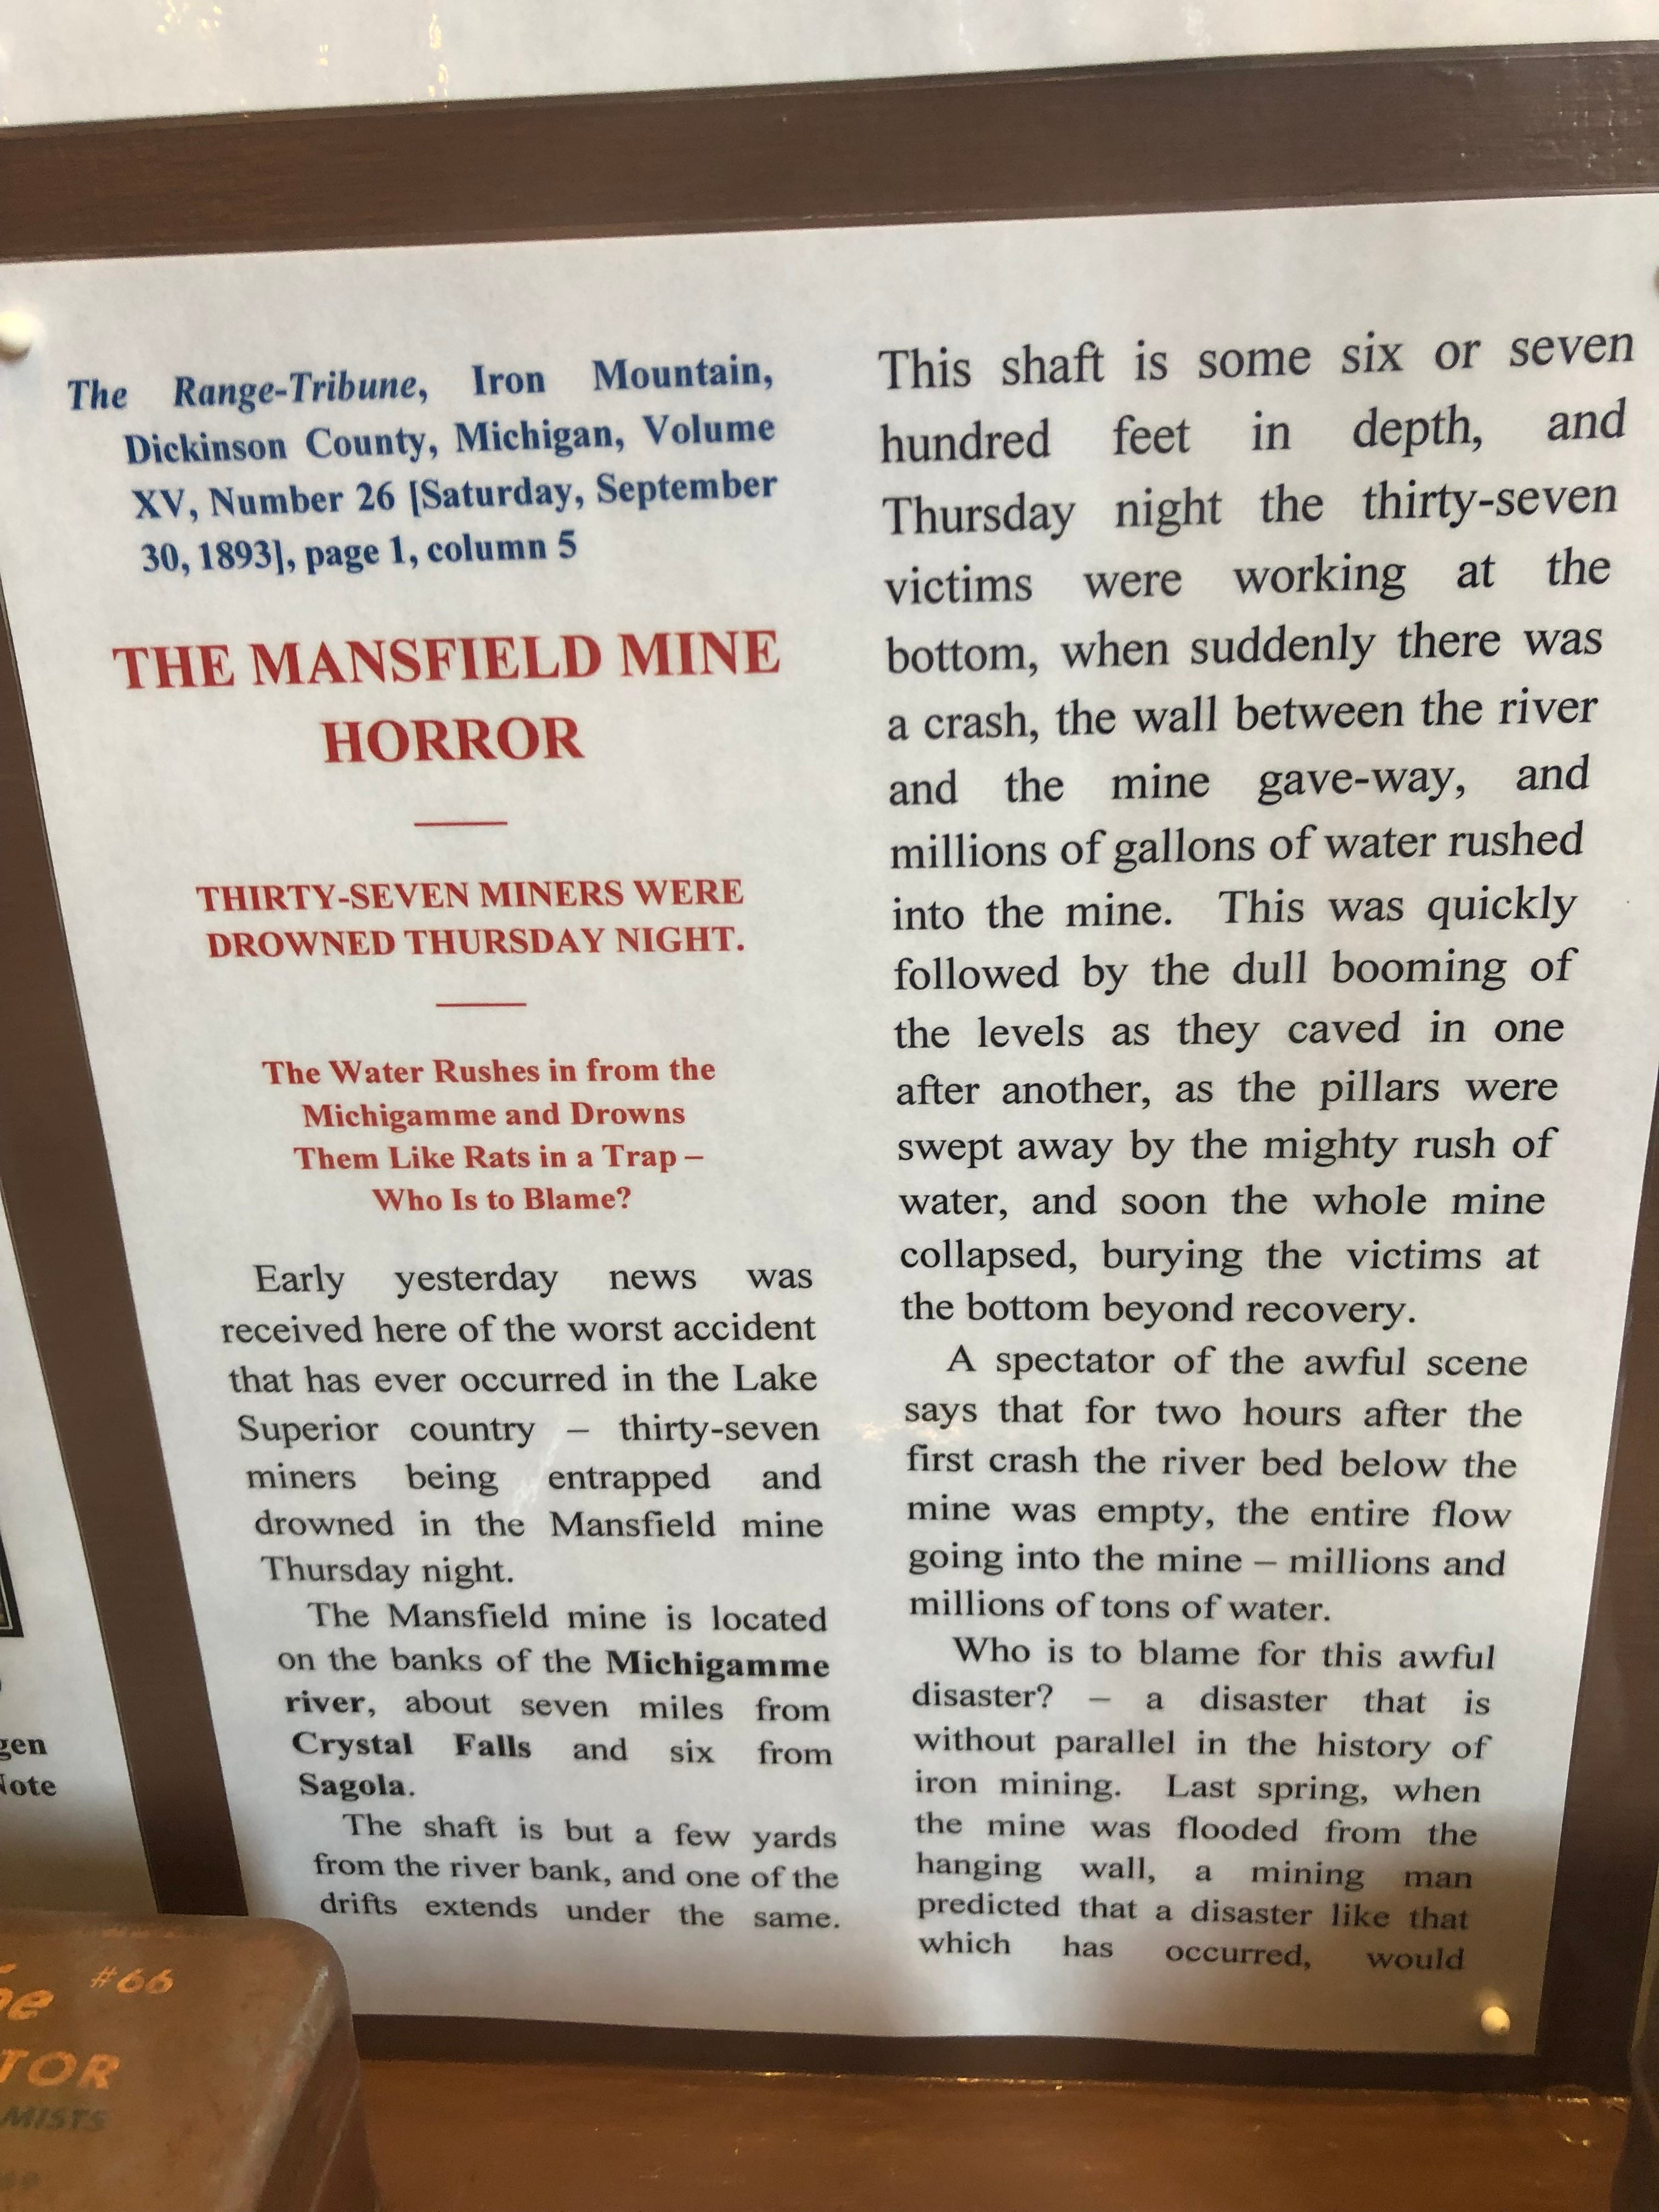 The Range-Tribune, Iron Mountain,
Dickinson County, Michigan, Volume
XV, Number 26 [Saturday, September
30, 1893], page 1, column 5
THE MANSFIELD MINE
HORROR
THIRTY-SEVEN MINERS WERE
DROWNED THURSDAY NIGHT.
The Water Rushes in from the
Michigamme and Drowns
Them Like Rats in a Trap –
Who Is to Blame?
Early yesterday news was
received here of the worst accident
that has ever occurred in the Lake
Superior country – thirty-seven
miners being entrapped and
drowned in the Mansfield mine
Thursday night.
The Mansfield mine is located
on the banks of the Michigamme
river, about seven miles from
Crystal Falls and six from
Sagola.
The shaft is but a few yards
from the river bank, and one of the
drifts extends under the same.
This shaft is some six or seven
hundred feet in depth, and
Thursday night the thirty-seven
victims were working at the
bottom, when suddenly there was
a crash, the wall between the river
and the mine gave-way, and
millions of gallons of water rushed
into the mine. This was quickly
followed by the dull booming of
the levels as they caved in one
after another, as the pillars were
swept away by the mighty rush of
water, and soon the whole mine
collapsed, burying the victims at
the bottom beyond recovery.
A spectator of the awful scene
says that for two hours after the
first crash the river bed below the
mine was empty, the entire flow
going into the mine – millions and
millions of tons of water.
Who is to blame for this awful
disaster? – a disaster that is
without parallel in the history of
iron mining. Last spring, when
the mine was flooded from the
hanging wall, a mining man
predicted that a disaster like that
which has occurred, would
#66